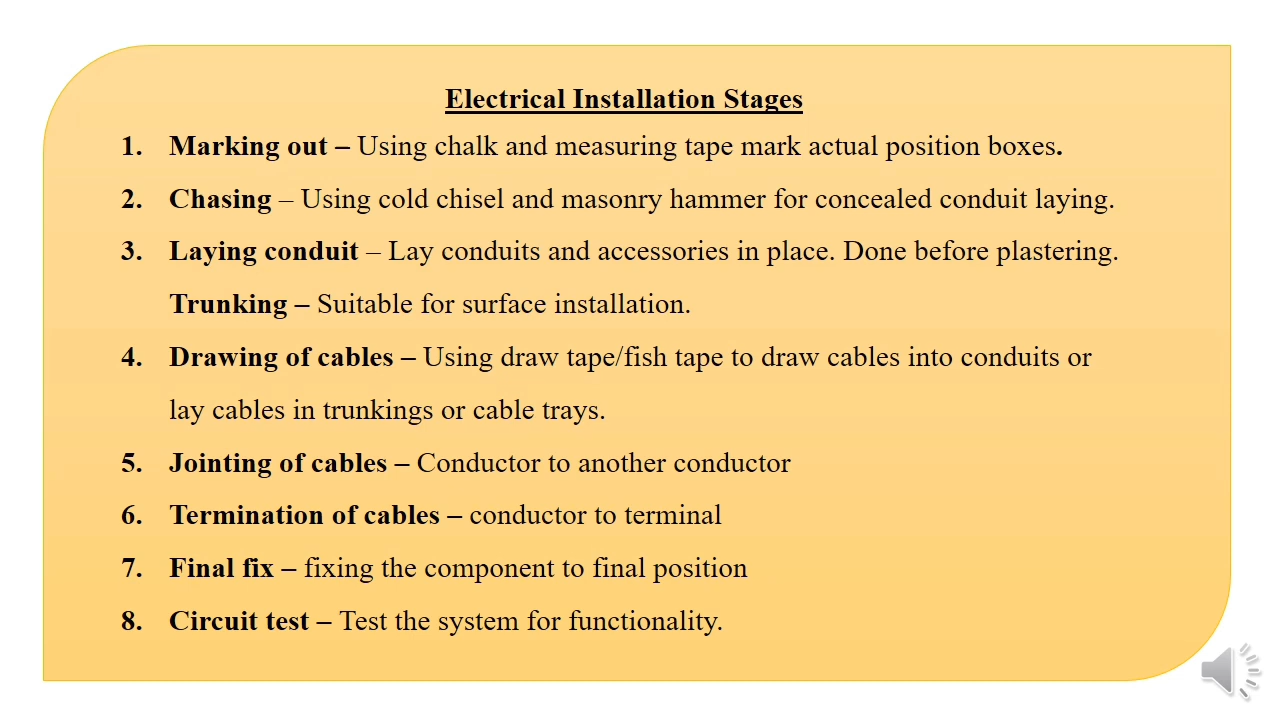 Electrical Installation Stages
1. Marking out – Using chalk and measuring tape mark actual position boxes.
2. Chasing – Using cold chisel and masonry hammer for concealed conduit laying.
3. Laying conduit – Lay conduits and accessories in place. Done before plastering.
Trunking – Suitable for surface installation.
4. Drawing of cables – Using draw tape/fish tape to draw cables into conduits or
lay cables in trunkings or cable trays.
5. Jointing of cables – Conductor to another conductor
6. Termination of cables – conductor to terminal
7. Final fix – fixing the component to final position
8. Circuit test – Test the system for functionality.